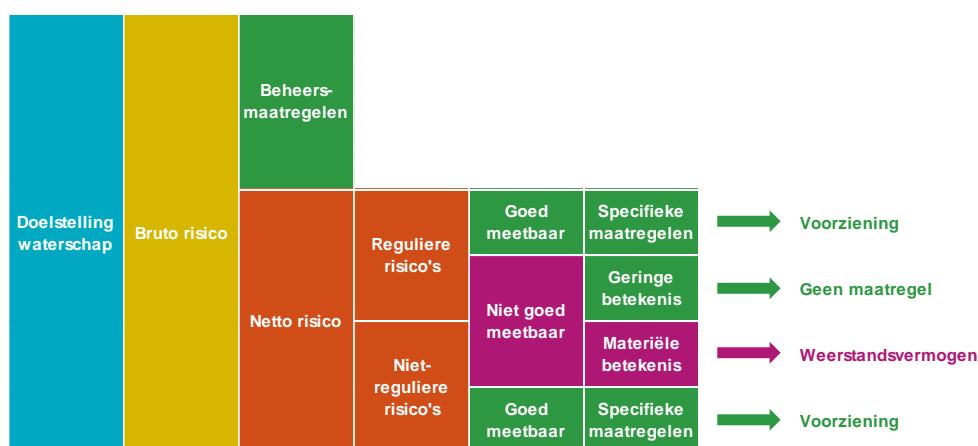 Doelstelling
waterschap
Bruto risico
Beheers-
maatregelen
Netto risico
Reguliere
risico's
Niet-
reguliere
risico's
Goed
meetbaar
Niet goed
meetbaar
Goed
meetbaar
Specifieke
maatregelen
Geringe
betekenis
Materiële
betekenis
Specifieke
maatregelen
Voorziening
Geen maatregel
Weerstandsvermogen
Voorziening